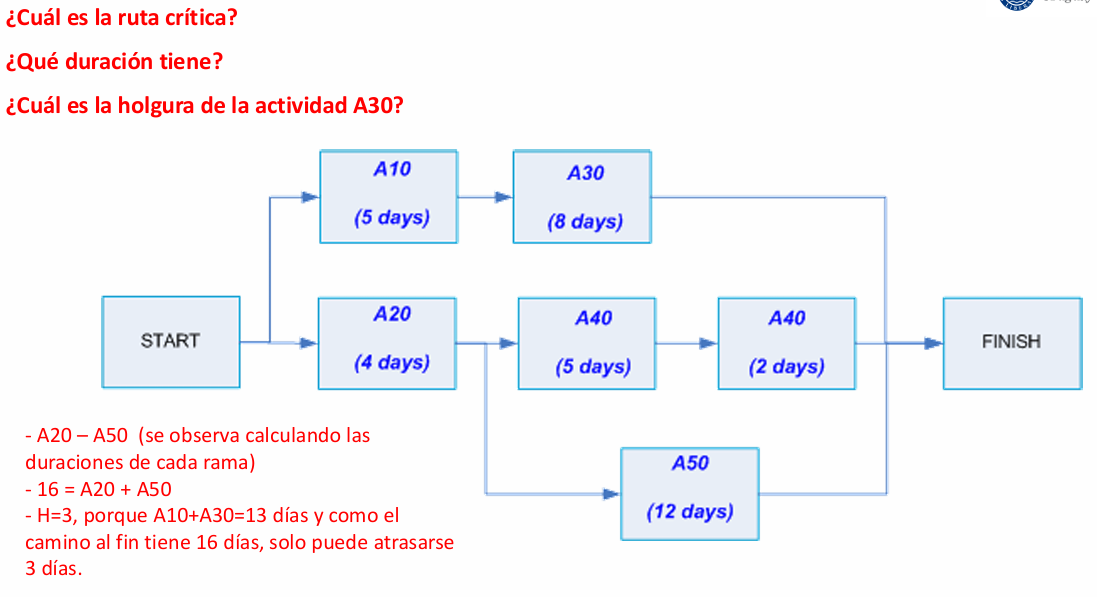 ¿Cuál es la ruta crítica?
¿Qué duración tiene?
¿Cuál es la holgura de la actividad A30?
A10
(5 days)
A30
(8 days)
START
A20
(4 days)
A40
(5 days)
A40
(2 days)
FINISH
- A20 – A50 (se observa calculando las
duraciones de cada rama)
- 16 = A20 + A50
- H=3, porque A10+A30=13 días y como el
camino al fin tiene 16 días, solo puede atrasarse
3 días.
A50
(12 days)